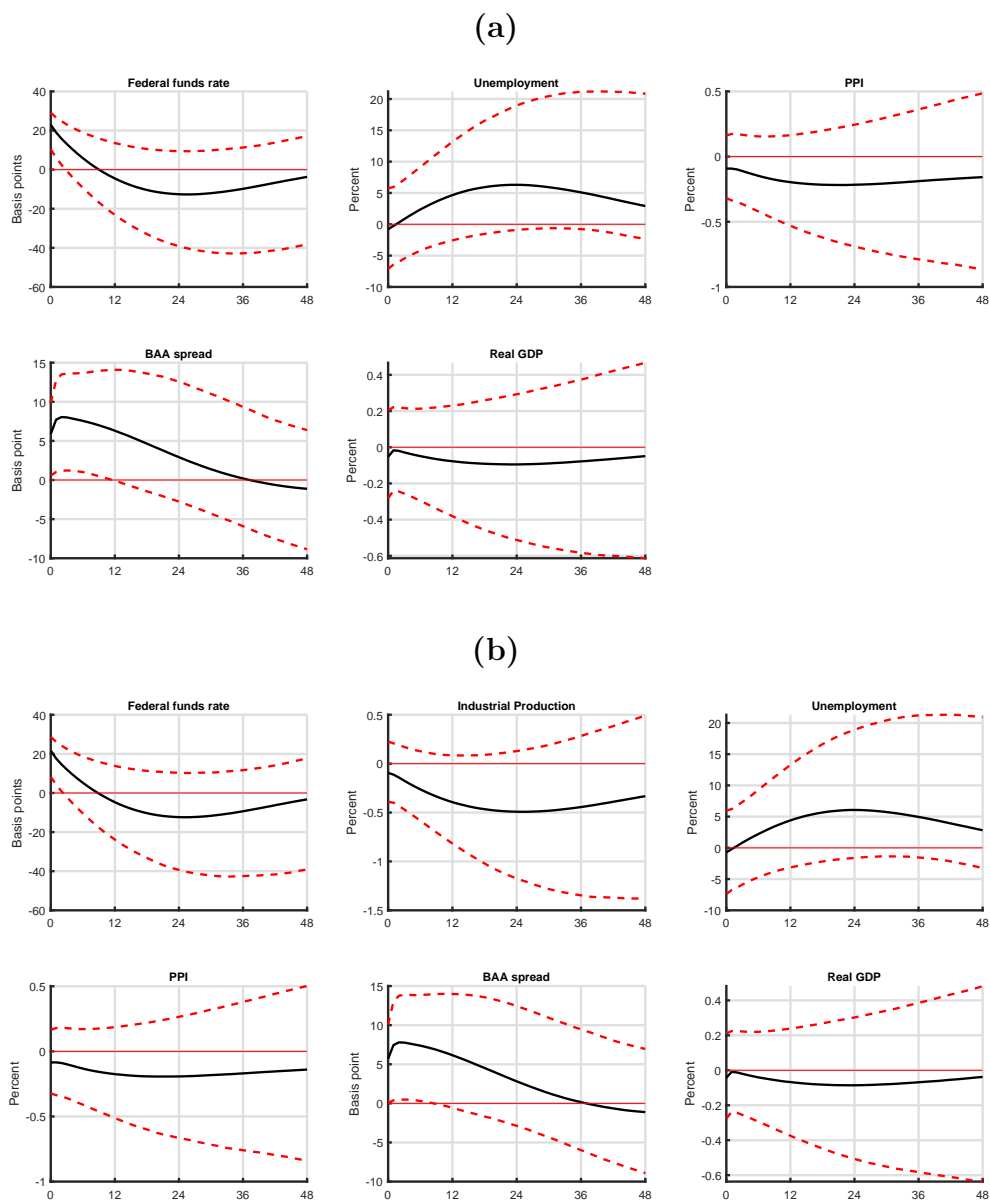 (a)
Federal funds rate
Unemployment
PPI
Basis points
40
20
0
-20
-40
-60
0 12 24 36 48
Percent
20
15
10
5
0
-5
-10
0 12 24 36 48
Percent
0.5
0
-0.5
-1
0 12 24 36 48
BAA spread
Real GDP
Basis point
15
10
5
0
-5
-10
0 12 24 36 48
Percent
0.4
0.2
0
-0.2
-0.4
-0.6
0 12 24 36 48
(b)
Federal funds rate
Industrial Production
Unemployment
Basis points
40
20
0
-20
-40
-60
0 12 24 36 48
Percent
0.5
0
-0.5
-1
-1.5
0 12 24 36 48
Percent
20
15
10
5
0
-5
-10
0 12 24 36 48
PPI
BAA spread
Real GDP
Percent
0.5
0
-0.5
-1
0 12 24 36 48
Basis point
15
10
5
0
-5
-10
0 12 24 36 48
Percent
0.4
0.2
0
-0.2
-0.4
-0.6
0 12 24 36 48